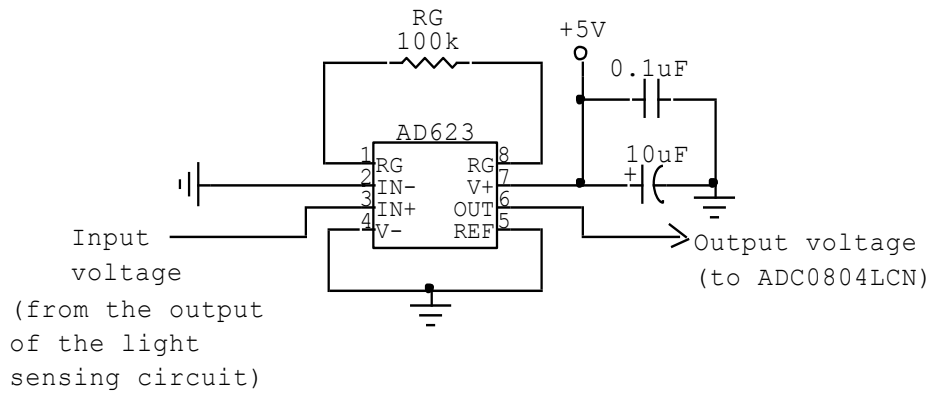 RG
100k
+5V
0.1uF
AD623
1 RG RG 8
2 IN- V+ 7
3 IN+ OUT 6
4 V- REF 5
10uF
+
Input
voltage
(from the output
of the light
sensing circuit)
Output voltage
(to ADC0804LCN)